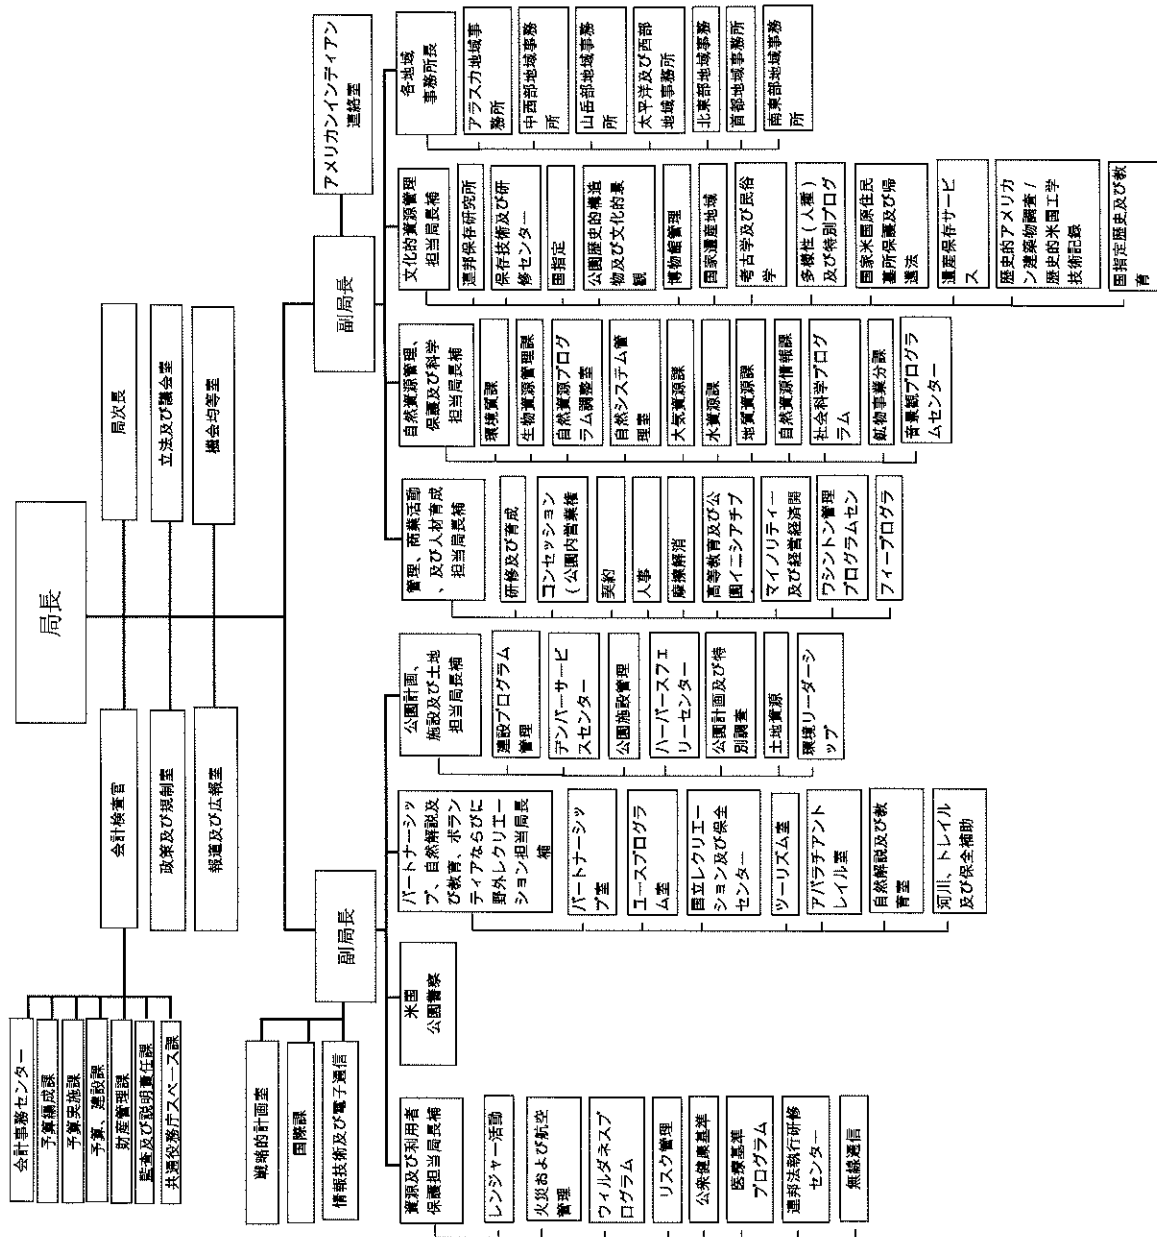 局長
局次長
立法及び議会室
機会均等室
会計検査官
政策及び規制室
報道及び広報室
会計事務センター
予算編成課
予算実施課
予算、建設課
財産管理課
監査及び説明責任課
共通役務庁スペース課
副局長
戦略的計画室
国際課
情報技術及び電子通信
資源及び利用者
保護担当局長補
レンジャー活動
火災および航空
管理
ウィルダネスプ
ログラム
リスク管理
公衆健康基準
医療基準
プログラム
連邦法執行研修
センター
無線通信
米国
公園警察
パートナーシッ
プ、自然解説及
び教育、ボラン
ティアならびに
野外レクリエー
ション担当局長
補
パートナーシッ
プ室
ユースプログラ
ム室
国立レクリエー
ション及び保全
センター
ツーリズム室
アパラチアント
レイル室
自然解説及び教
育室
河川、トレイル
及び保全補助
公園計画、
施設及び土地
担当局長補
建設プログラム
管理
デンバーサービ
スセンター
公園施設管理
ハーパースフェ
リーセンター
公園計画及び特
別調査
土地資源
環境リーダーシ
ップ
副局長
アメリカンインディアン
連絡室
管理、商業活動
、及び人材育成
担当局長補
研修及び育成
コンセッション
(公園内営業権
契約
人事
摩擦解消
高等教育及び公
園イニシアチブ
マイノリティー
及び経営経済開
ワシントン管理
プログラムセン
フィープログラ
自然資源管理、
保護及び科学
担当局長補
環境質課
生物資源管理課
自然資源プログ
ラム調整室
自然システム管
理室
大気資源課
水資源課
地質資源課
自然資源情報課
社会科学プログ
ラム
鉱物事業分課
音景観プログラ
ムセンター
文化的資源管理
担当局長補
連邦保存研究所
保存技術及び研
修センター
国指定
公園歴史的構造
物及び文化的景
観
博物館管理
国家遺産地域
考古学及び民俗
学
多様性(人種)
及び特別プログ
国家米国原住民
墓所保護及び帰
還法
遺産保存サービ
ス
歴史的アメリカ
ン建築物調査/
歴史的米国工学
技術記録
国指定歴史及び教
育
各地域
事務所長
アラスカ地域事
務所
中西部地域事務
所
山岳部地域事務
所
太平洋及び西部
地域事務所
北東部地域事務
首都地域事務所
南東部地域事務
所